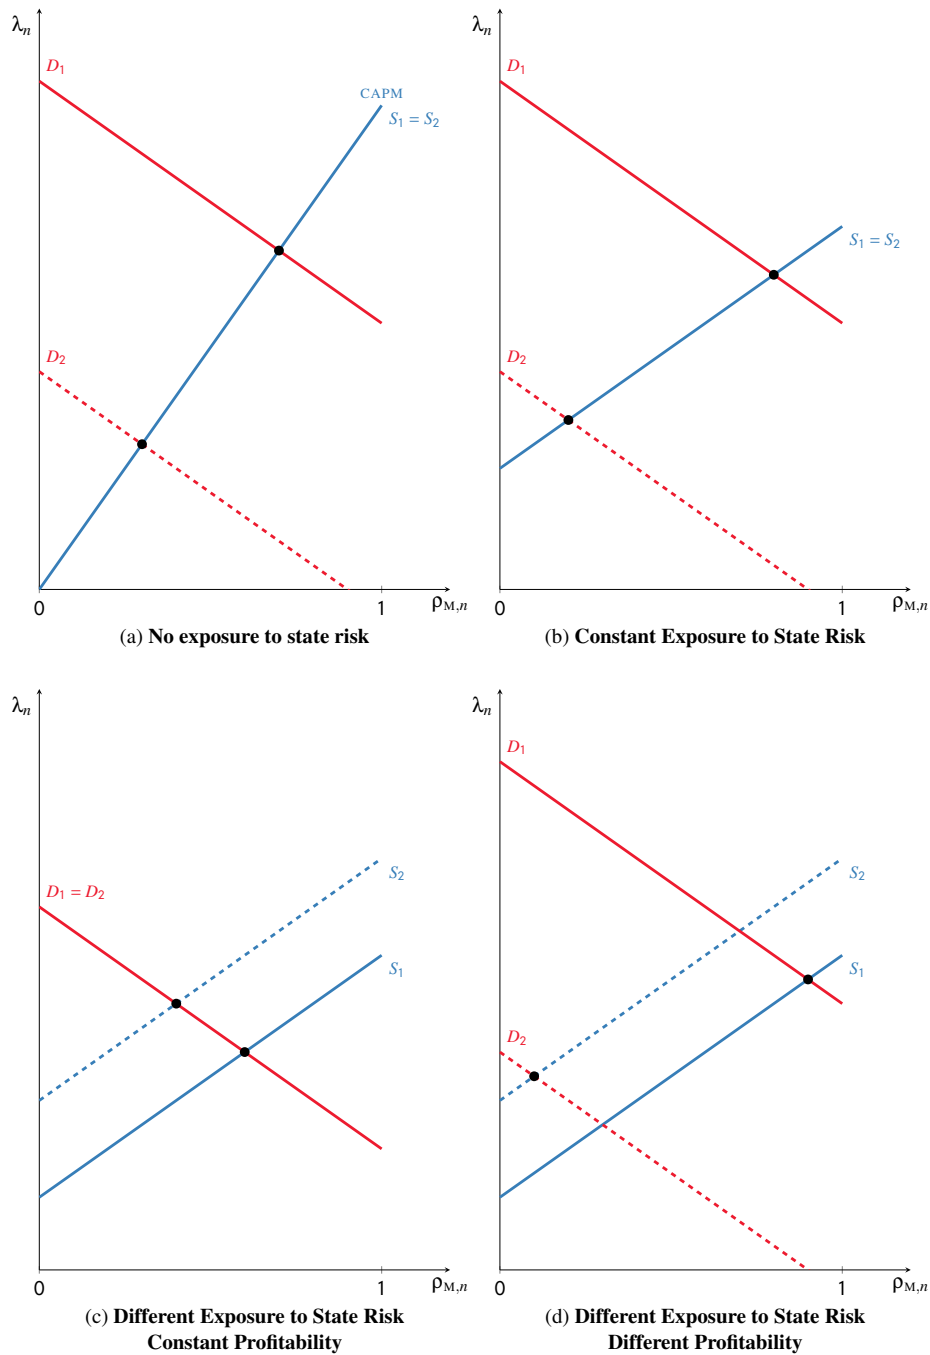 λn
D1
CAPM
S1 = S2
D2
0
1
ρM,n
(a) No exposure to state risk
λn
D1
S1 = S2
D2
0
1
ρM,n
(b) Constant Exposure to State Risk
λn
S2
D1 = D2
S1
0
1
ρM,n
(c) Different Exposure to State Risk
Constant Profitability
λn
D1
S2
S1
D2
0
1
ρM,n
(d) Different Exposure to State Risk
Different Profitability